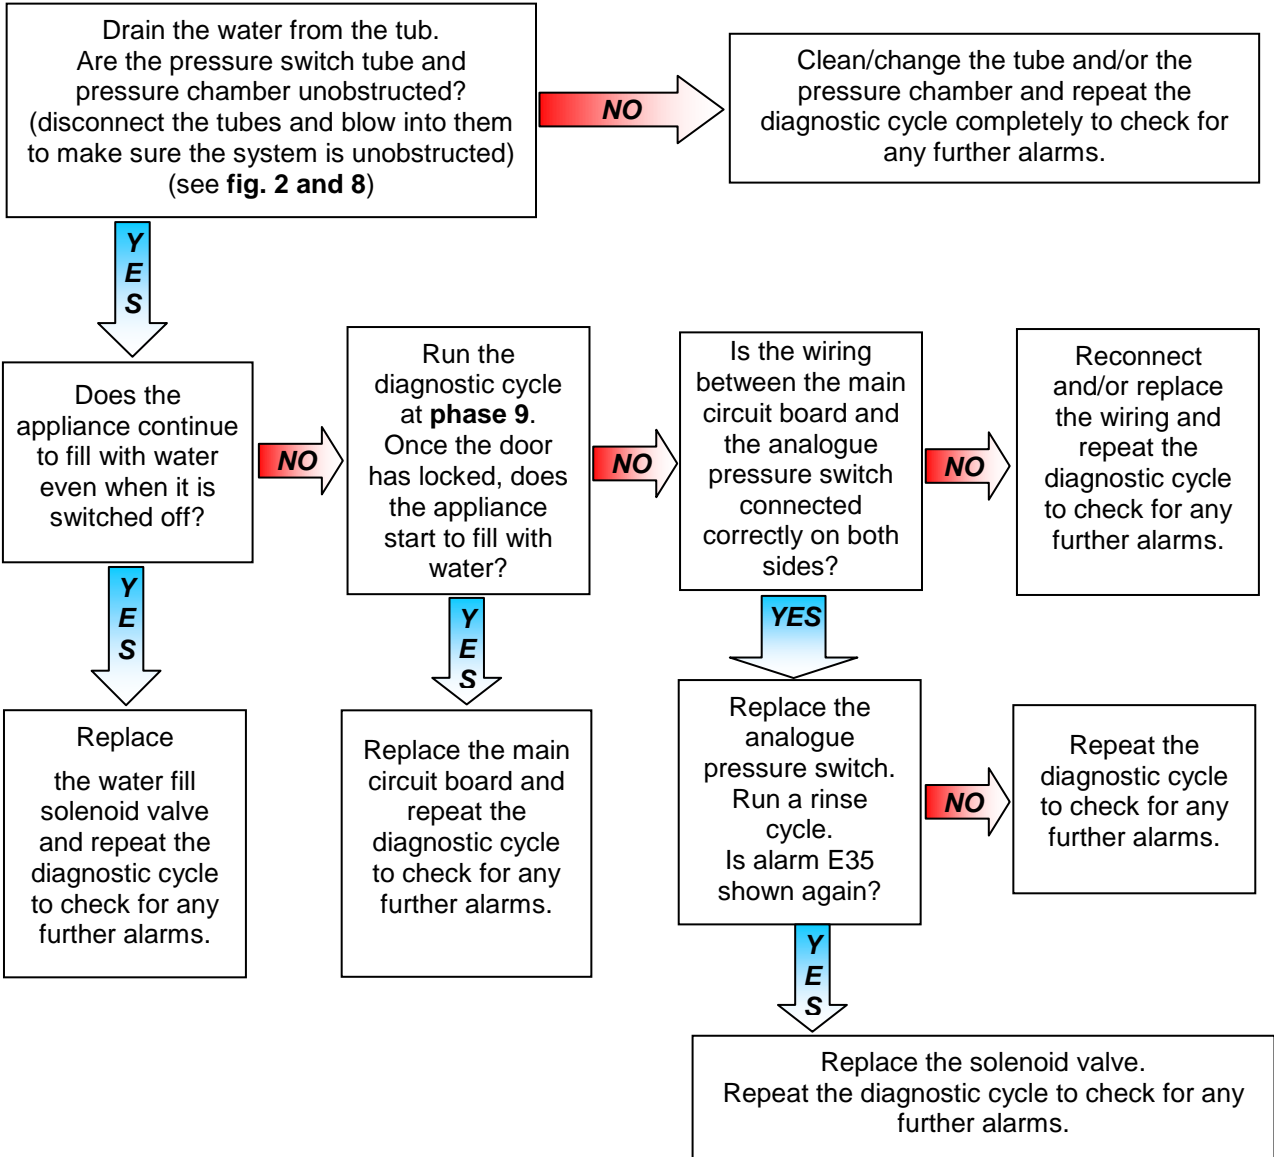 Drain the water from the tub.
Are the pressure switch tube and
pressure chamber unobstructed?
(disconnect the tubes and blow into them
to make sure the system is unobstructed)
(see fig. 2 and 8)
NO
Clean/change the tube and/or the
pressure chamber and repeat the
diagnostic cycle completely to check for
any further alarms.
Y
E
S
Does the
appliance continue
to fill with water
even when it is
switched off?
NO
Run the
diagnostic cycle
at phase 9.
Once the door
has locked, does
the appliance
start to fill with
water?
NO
Is the wiring
between the main
circuit board and
the analogue
pressure switch
connected
correctly on both
sides?
NO
Reconnect
and/or replace
the wiring and
repeat the
diagnostic cycle
to check for any
further alarms.
Y
E
S
Y
E
S
YES
Replace
the water fill
solenoid valve
and repeat the
diagnostic cycle
to check for any
further alarms.
Replace the main
circuit board and
repeat the
diagnostic cycle
to check for any
further alarms.
Replace the
analogue
pressure switch.
Run a rinse
cycle.
Is alarm E35
shown again?
NO
Repeat the
diagnostic cycle
to check for any
further alarms.
Y
E
S
Replace the solenoid valve.
Repeat the diagnostic cycle to check for any
further alarms.